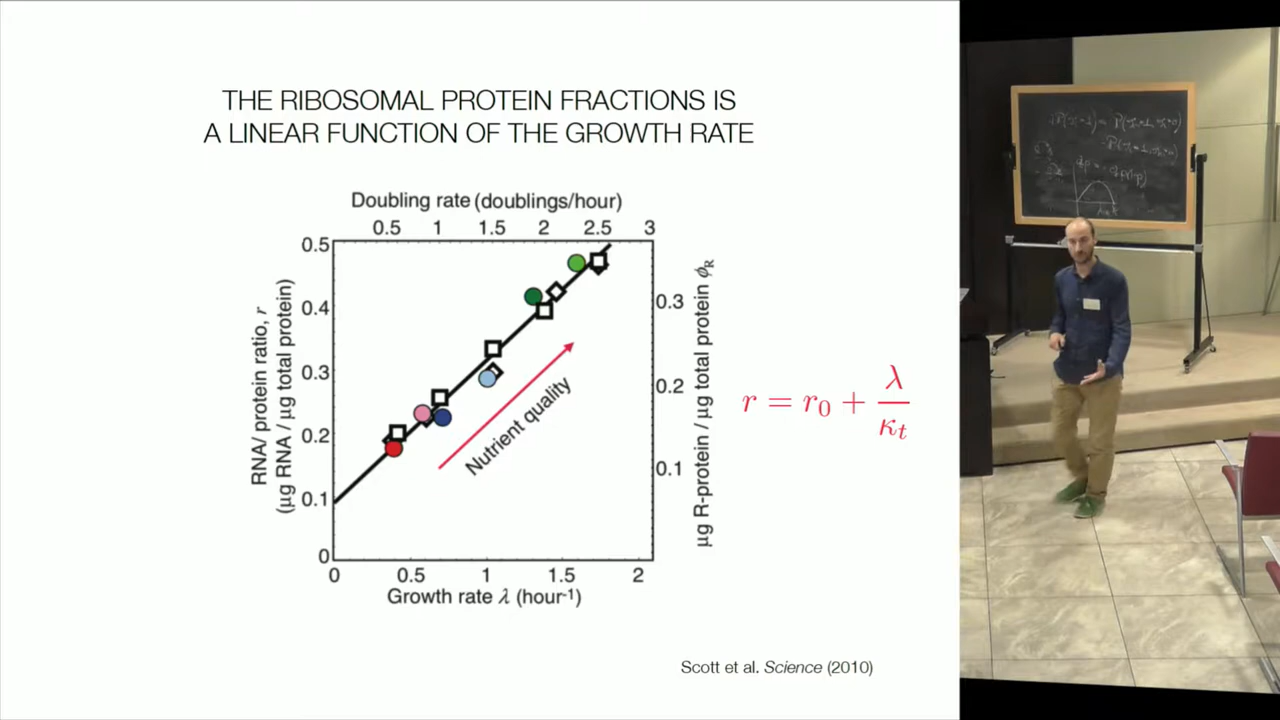 THE RIBOSOMAL PROTEIN FRACTIONS IS
A LINEAR FUNCTION OF THE GROWTH RATE
Doubling rate (doublings/hour)
0.5 1 1.5 2 2.5 3
0.5
0.4
0.3
0.2
0.1
0
RNA/ protein ratio, r
(µg RNA / µg total protein)
Nutrient quality
0.3
0.2
0.1
µg R-protein / µg total protein ϕR
0 0.5 1 1.5 2
Growth rate λ (hour-1)
r = r0 + λ/κt
Scott et al. Science (2010)